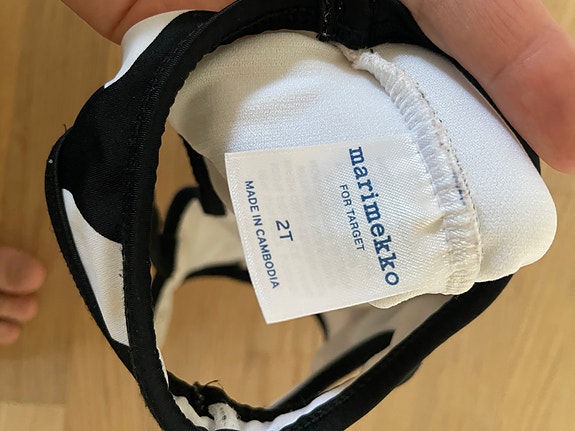 marimekko
FOR TARGET
2T
MADE IN CAMBODIA